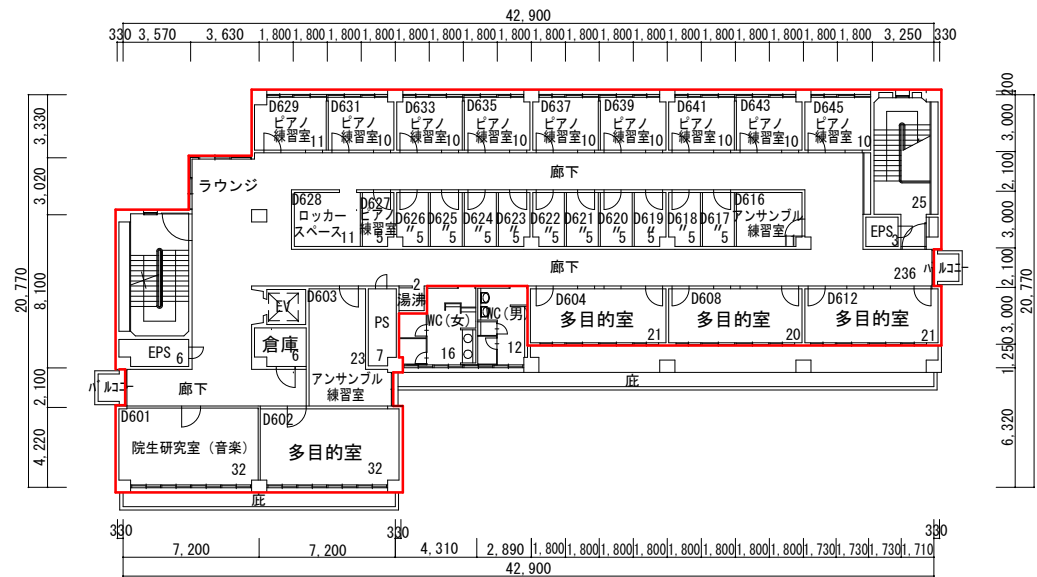 42,900
330 3,570 3,630 1,800 1,800 1,800 1,800 1,800 1,800 1,800 1,800 1,800 1,800 1,800 1,800 1,800 1,800 1,800 1,800 1,800 1,800 3,250 330
3,330
3,020
8,100
2,100
4,220
20,770
200
3,000
2,100
3,000
2,100
3,000
1,250
6,320
20,770
D629
ピアノ
練習室 11
D631
ピアノ
練習室 10
D633
ピアノ
練習室 10
D635
ピアノ
練習室 10
D637
ピアノ
練習室 10
D639
ピアノ
練習室 10
D641
ピアノ
練習室 10
D643
ピアノ
練習室 10
D645
ピアノ
練習室 10
廊下
ラウンジ
25
D628
ロッカー
スペース 11
D627
ピアノ
練習室
5
D626
〃 5
D625
〃 5
D624
〃 5
D623
〃 5
D622
〃 5
D621
〃 5
D620
〃 5
D619
〃 5
D618
〃 5
D617
〃 5
D616
アンサンブル
練習室
EPS 3
廊下
236
バルコニー
EV
倉庫 6
D603
23
アンサンブル
練習室
PS
7
2
湯沸
WC(女)
16
WC(男)
12
D604
多目的室
21
D608
多目的室
20
D612
多目的室
21
EPS 6
バルコニー
廊下
庇
D601
院生研究室(音楽)
32
D602
多目的室
32
庇
330 330 330
7,200 7,200 4,310 2,890 1,800 1,800 1,800 1,800 1,800 1,800 1,800 1,800 1,730 1,730 1,710
42,900